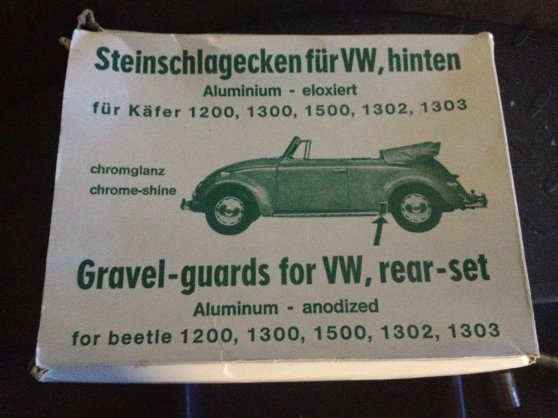 Steinschlagecken für VW, hinten
Aluminium - eloxiert
für Käfer 1200, 1300, 1500, 1302, 1303
chromglanz
chrome-shine
Gravel-guards for VW, rear-set
Aluminum - anodized
for beetle 1200, 1300, 1500, 1302, 1303